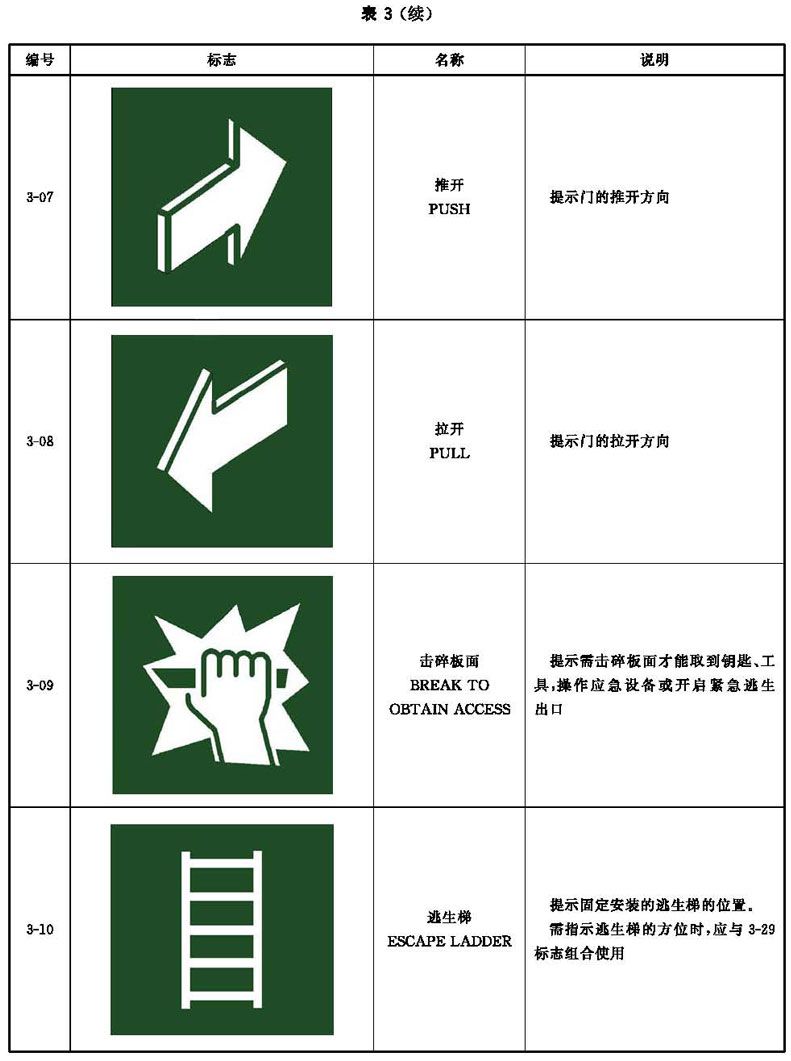 表 3（续）
编号 标志 名称 说明
3-07 推开 提示门的推开方向
PUSH
3-08 拉开 提示门的拉开方向
PULL
3-09 击碎板面 提示需击碎板面才能取到钥匙、工
BREAK TO 具,操作应急设备或开启紧急逃生
OBTAIN ACCESS 出口
3-10 逃生梯 提示固定安装的逃生梯的位置。
ESCAPE LADDER 需指示逃生梯的方位时,应与 3-29
标志组合使用